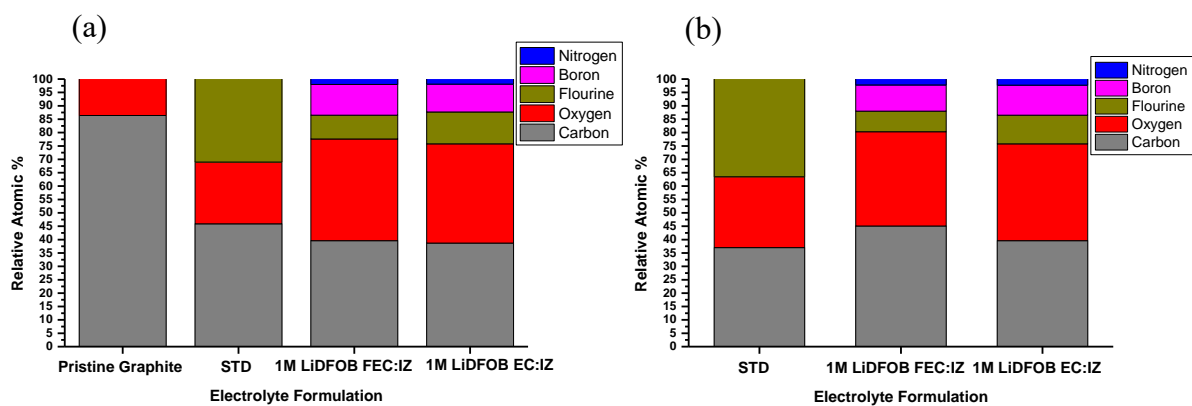 (a)
Nitrogen
Boron
Flourine
Oxygen
Carbon
100
95
90
85
80
75
70
65
60
55
50
45
40
35
30
25
20
15
10
5
0
Relative Atomic %
Pristine Graphite STD 1M LiDFOB FEC:IZ 1M LiDFOB EC:IZ
Electrolyte Formulation
(b)
Nitrogen
Boron
Flourine
Oxygen
Carbon
100
95
90
85
80
75
70
65
60
55
50
45
40
35
30
25
20
15
10
5
0
Relative Atomic %
STD 1M LiDFOB FEC:IZ 1M LiDFOB EC:IZ
Electrolyte Formulation